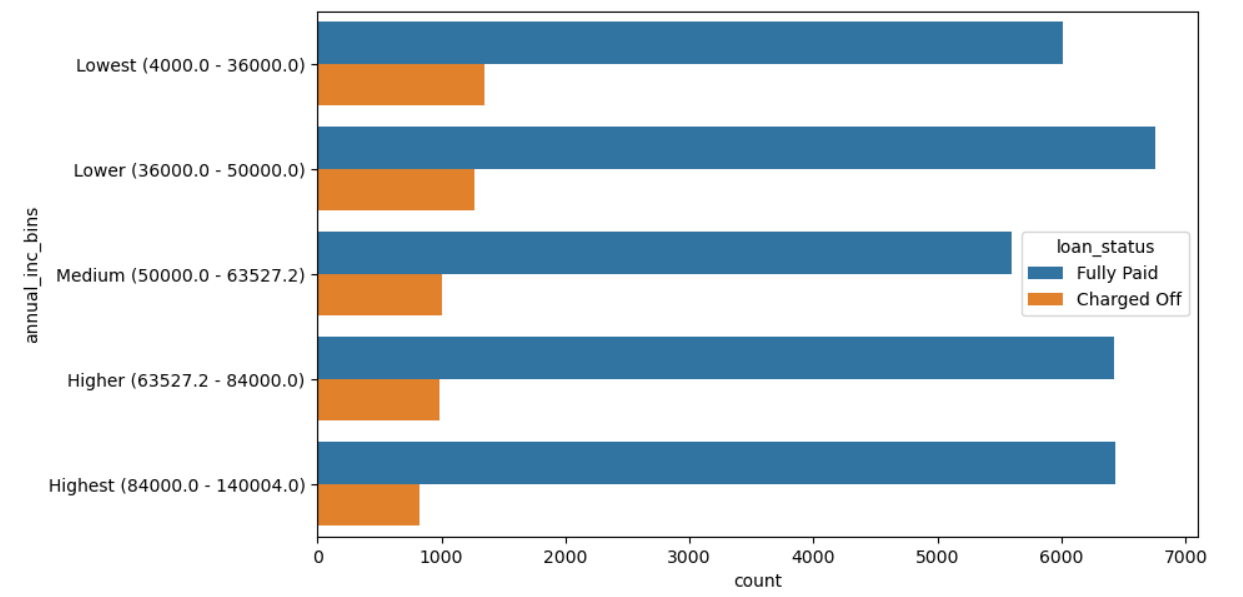 annual_inc_bins
Lowest (4000.0 - 36000.0)
Lower (36000.0 - 50000.0)
Medium (50000.0 - 63527.2)
Higher (63527.2 - 84000.0)
Highest (84000.0 - 140004.0)
loan_status
Fully Paid
Charged Off
0 1000 2000 3000 4000 5000 6000 7000
count